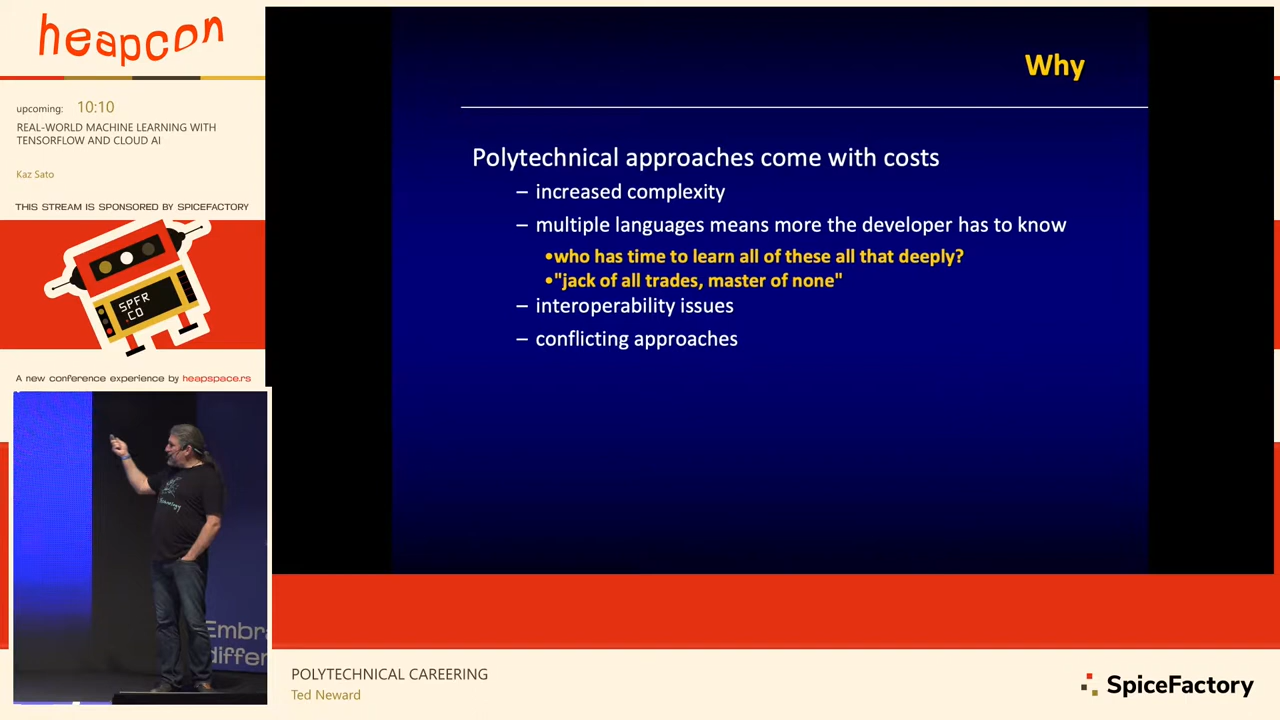 heapcon
upcoming: 10:10
REAL-WORLD MACHINE LEARNING WITH
TENSORFLOW AND CLOUD AI
Kaz Sato
THIS STREAM IS SPONSORED BY SPICEFACTORY
SPFR
.CO
A new conference experience by heapspace.rs
Embra
differ
Why
Polytechnical approaches come with costs
– increased complexity
– multiple languages means more the developer has to know
•who has time to learn all of these all that deeply?
•"jack of all trades, master of none"
– interoperability issues
– conflicting approaches
POLYTECHNICAL CAREERING
Ted Neward
SpiceFactory